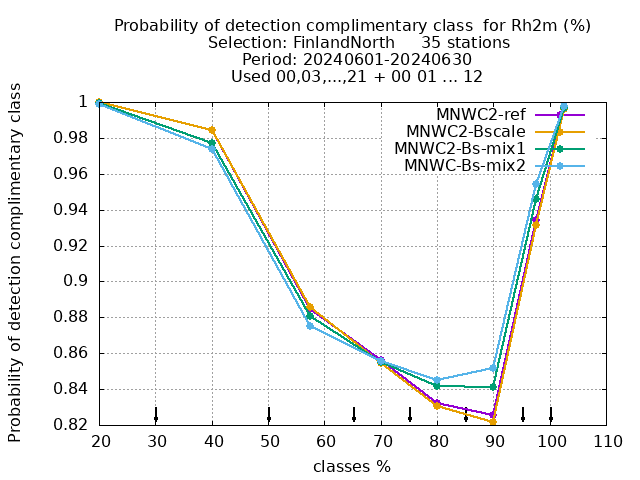 Probability of detection complimentary class  for Rh2m (%)
Selection: FinlandNorth     35 stations
Period: 20240601-20240630
Used 00,03,...,21 + 00 01 ... 12
Probability of detection complimentary class
1
0.98
0.96
0.94
0.92
0.9
0.88
0.86
0.84
0.82
MNWC2-ref
MNWC2-Bscale
MNWC2-Bs-mix1
MNWC-Bs-mix2
20 30 40 50 60 70 80 90 100 110
classes %